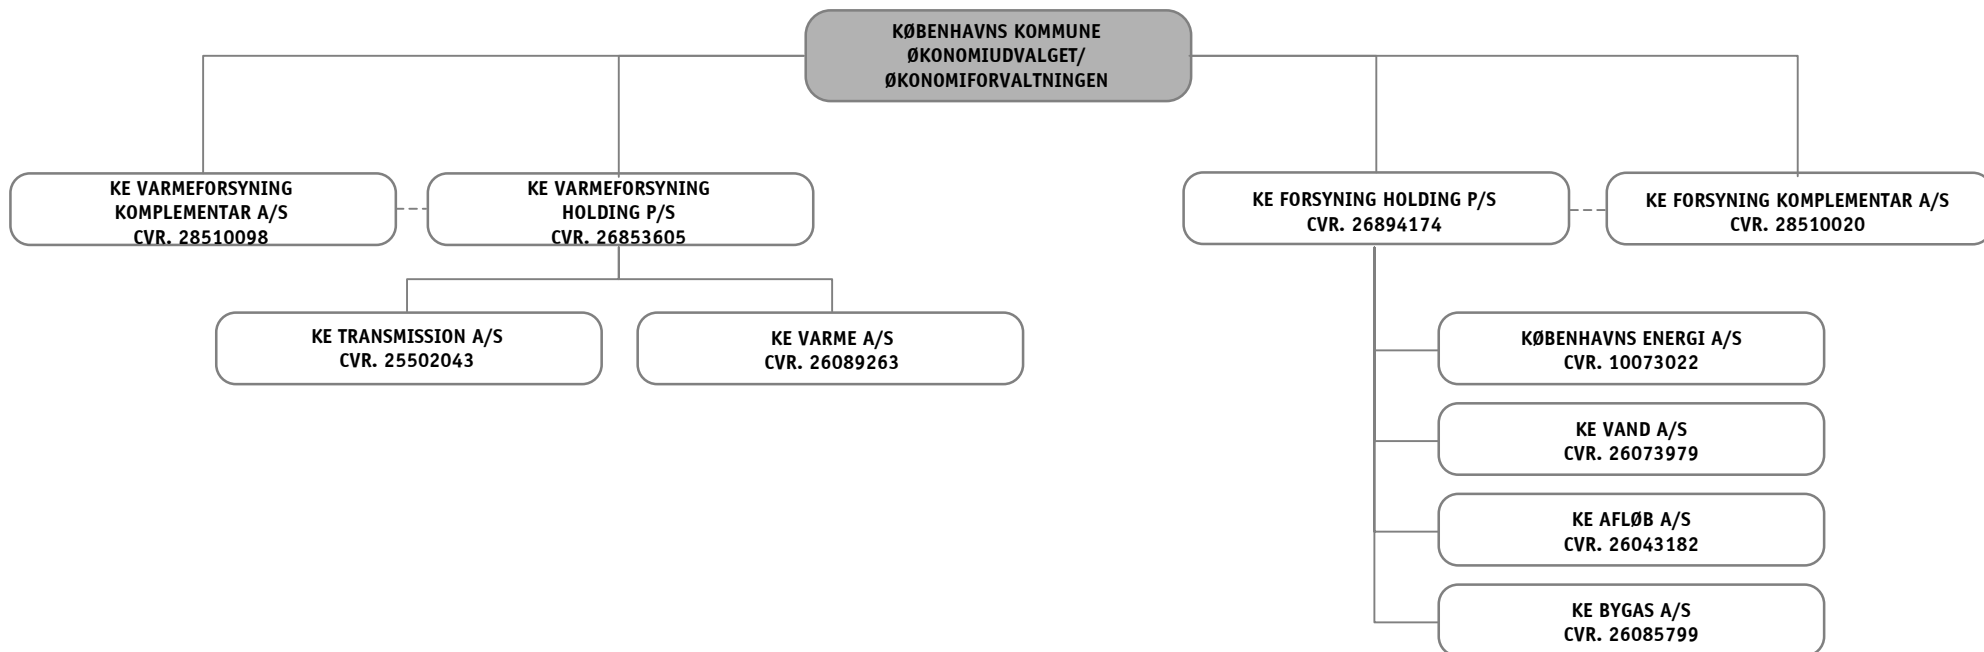 KØBENHAVNS KOMMUNE
ØKONOMIUDVALGET/
ØKONOMIFORVALTNINGEN
KE VARMEFORSYNING
KOMPLEMENTAR A/S
CVR. 28510098
KE VARMEFORSYNING
HOLDING P/S
CVR. 26853605
KE FORSYNING HOLDING P/S
CVR. 26894174
KE FORSYNING KOMPLEMENTAR A/S
CVR. 28510020
KE TRANSMISSION A/S
CVR. 25502043
KE VARME A/S
CVR. 26089263
KØBENHAVNS ENERGI A/S
CVR. 10073022
KE VAND A/S
CVR. 26073979
KE AFLØB A/S
CVR. 26043182
KE BYGAS A/S
CVR. 26085799